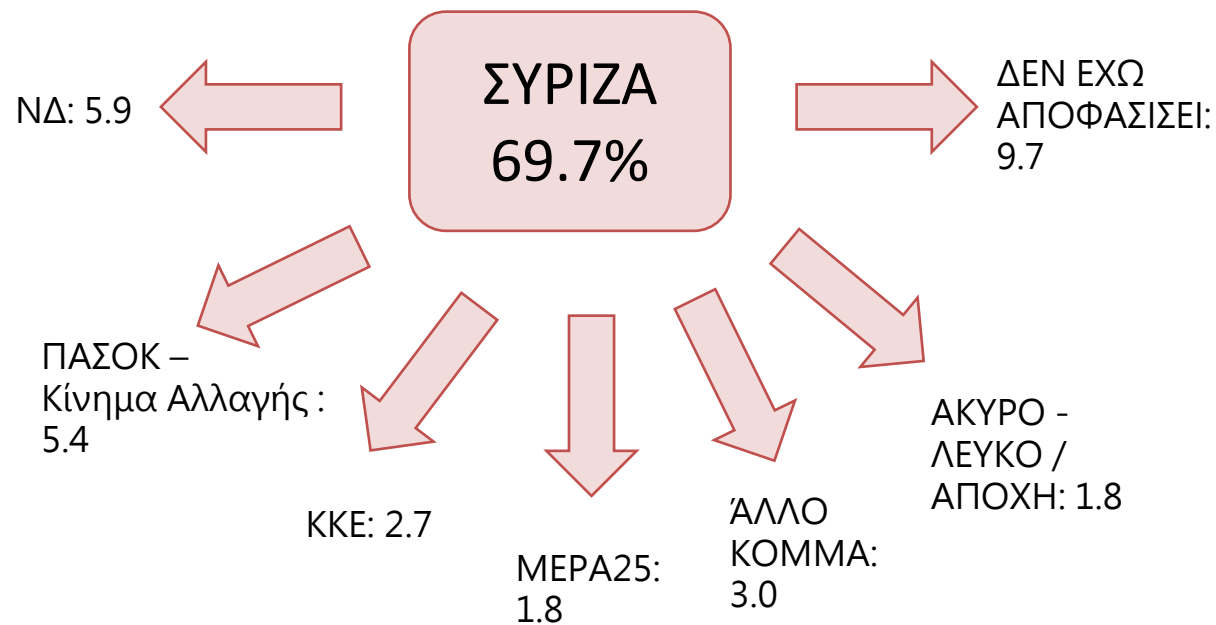 ΣΥΡΙΖΑ
69.7%
ΝΔ: 5.9
ΔΕΝ ΕΧΩ
ΑΠΟΦΑΣΙΣΕΙ:
9.7
ΠΑΣΟΚ –
Κίνημα Αλλαγής :
5.4
ΚΚΕ: 2.7
ΜΕΡΑ25:
1.8
ΆΛΛΟ
ΚΟΜΜΑ:
3.0
ΑΚΥΡΟ -
ΛΕΥΚΟ /
ΑΠΟΧΗ: 1.8